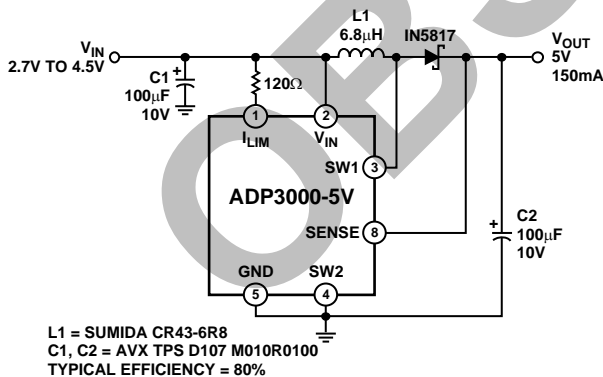 L1
6.8μH
IN5817
VIN
2.7V TO 4.5V
VOUT
5V
150mA
C1
+
100μF
10V
120Ω
1
2
ILIM
VIN
SW1
3
ADP3000-5V
SENSE
8
GND
SW2
5
4
+
C2
100μF
10V
L1 = SUMIDA CR43-6R8
C1, C2 = AVX TPS D107 M010R0100
TYPICAL EFFICIENCY = 80%
OBS